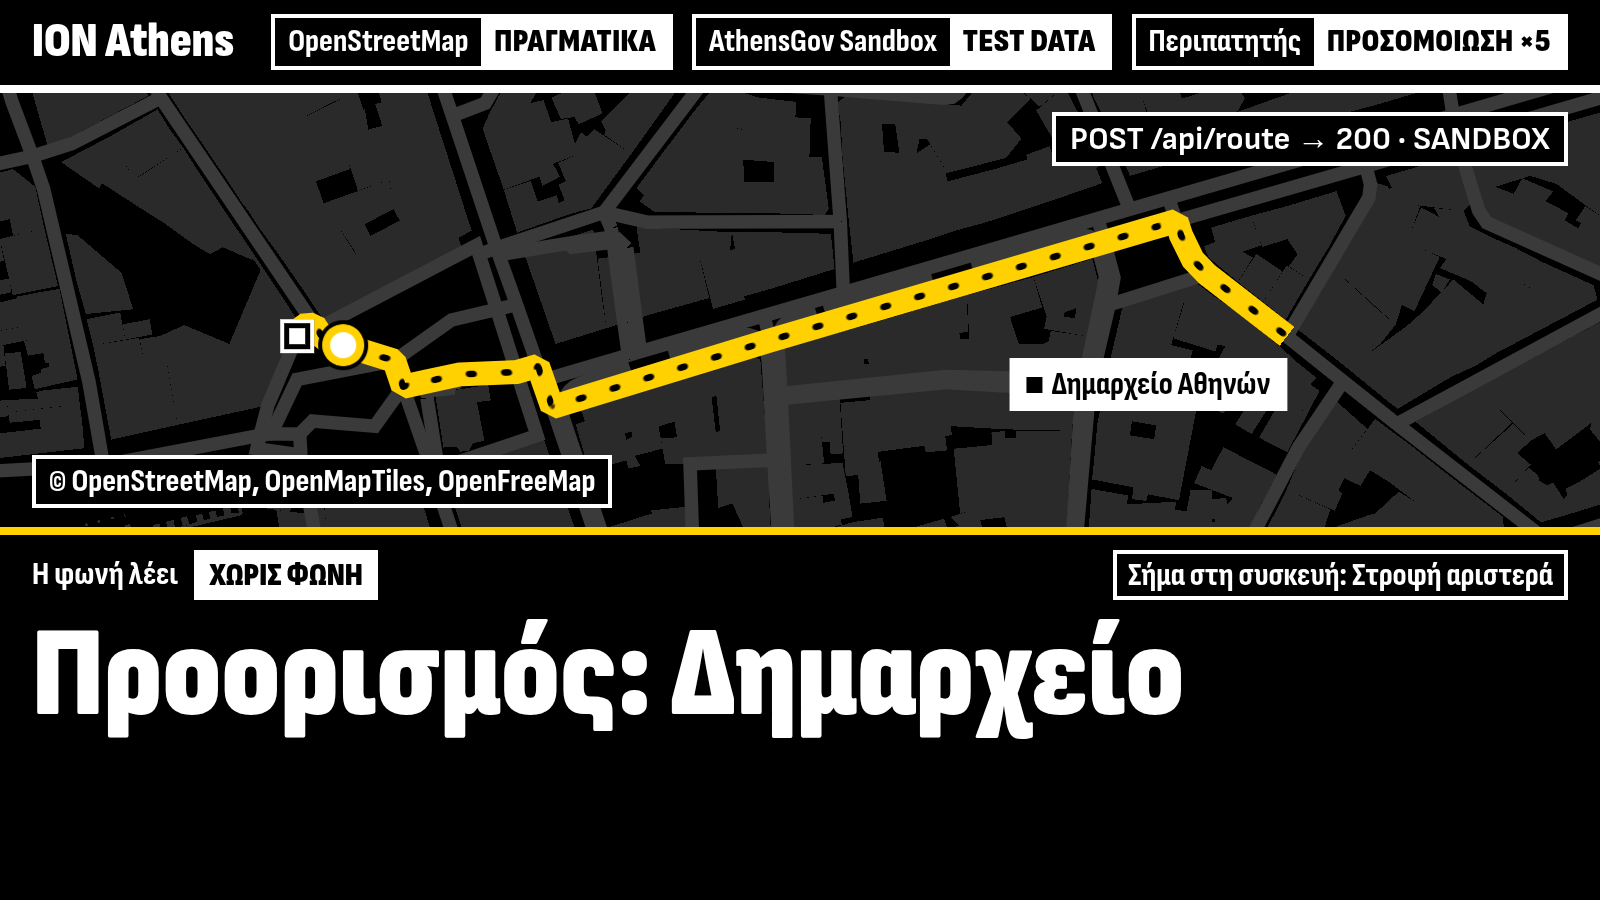 ION Athens
OpenStreetMap ΠΡΑΓΜΑΤΙΚΑ
AthensGov Sandbox TEST DATA
Περιπατητής ΠΡΟΣΟΜΟΙΩΣΗ ×5
POST /api/route → 200 · SANDBOX
Δημαρχείο Αθηνών
© OpenStreetMap, OpenMapTiles, OpenFreeMap
Η φωνή λέει ΧΩΡΙΣ ΦΩΝΗ
Σήμα στη συσκευή: Στροφή αριστερά
Προορισμός: Δημαρχείο